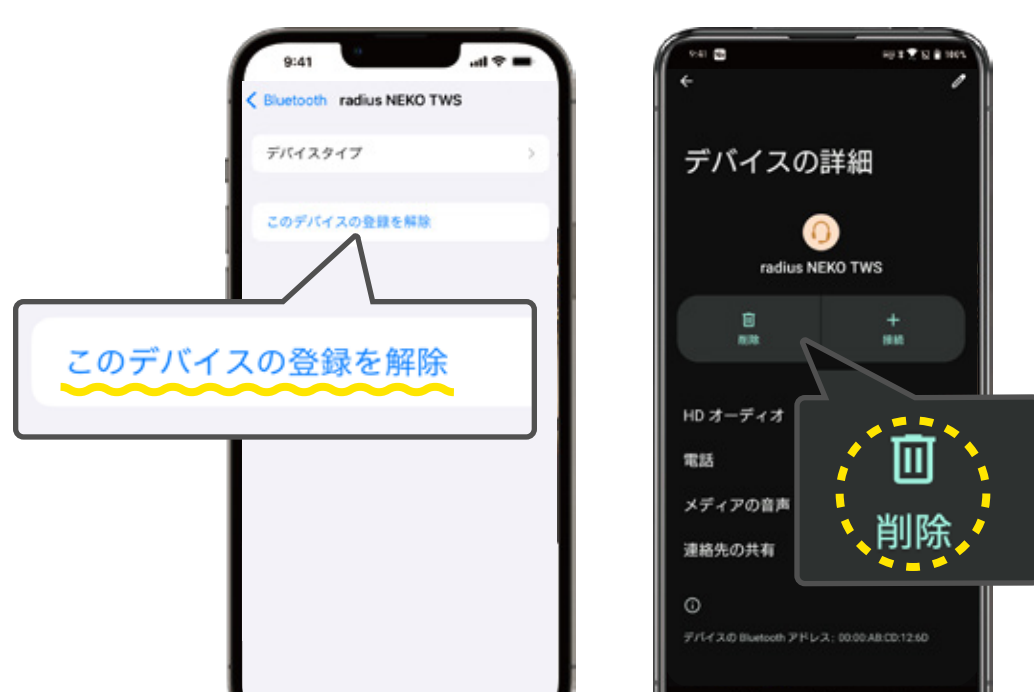 9:41
Bluetooth radius NEKO TWS
デバイスタイプ
このデバイスの登録を解除
このデバイスの登録を解除
9:41
100%
デバイスの詳細
radius NEKO TWS
削除
接続
HD オーディオ
電話
メディアの音声
連絡先の共有
削除
デバイスの Bluetooth アドレス: 00:00:AB:CD:12:6D